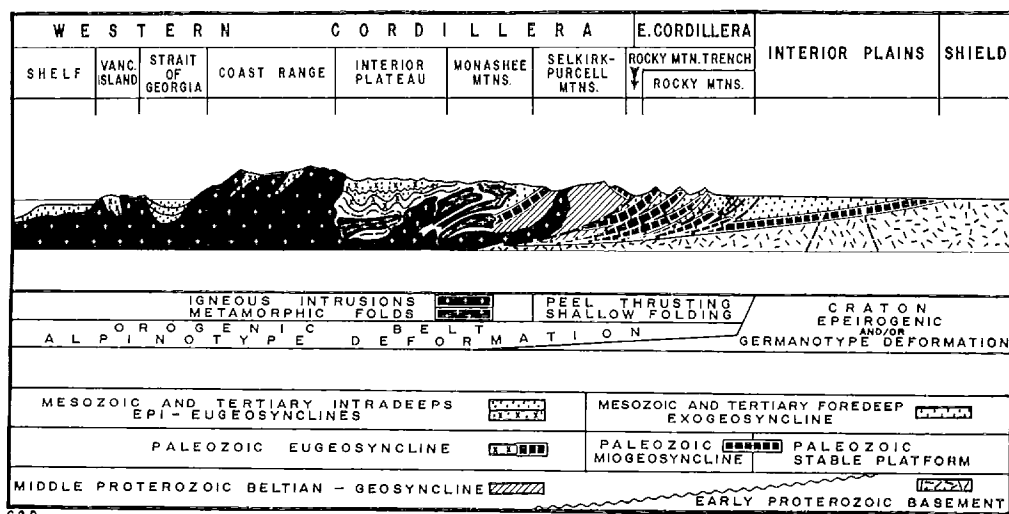 WESTERN CORDILLERA
E. CORDILLERA
INTERIOR PLAINS
SHIELD
SHELF
VANC. ISLAND
STRAIT OF GEORGIA
COAST RANGE
INTERIOR PLATEAU
MONASHEE MTNS.
SELKIRK-PURCELL MTNS.
ROCKY MTN. TRENCH
ROCKY MTNS.
IGNEOUS INTRUSIONS
METAMORPHIC FOLDS
PEEL THRUSTING
SHALLOW FOLDING
OROGENIC BELT
ALPINOTYPE DEFORMATION
CRATON
EPEIROGENIC
AND/OR
GERMANOTYPE DEFORMATION
MESOZOIC AND TERTIARY INTRADEEPS
EPI-EUGEOSYNCLINES
MESOZOIC AND TERTIARY FOREDEEP
EXOGEOSYNCLINE
PALEOZOIC EUGEOSYNCLINE
PALEOZOIC MIOGEOSYNCLINE
PALEOZOIC STABLE PLATFORM
MIDDLE PROTEROZOIC BELTIAN - GEOSYNCLINE
EARLY PROTEROZOIC BASEMENT